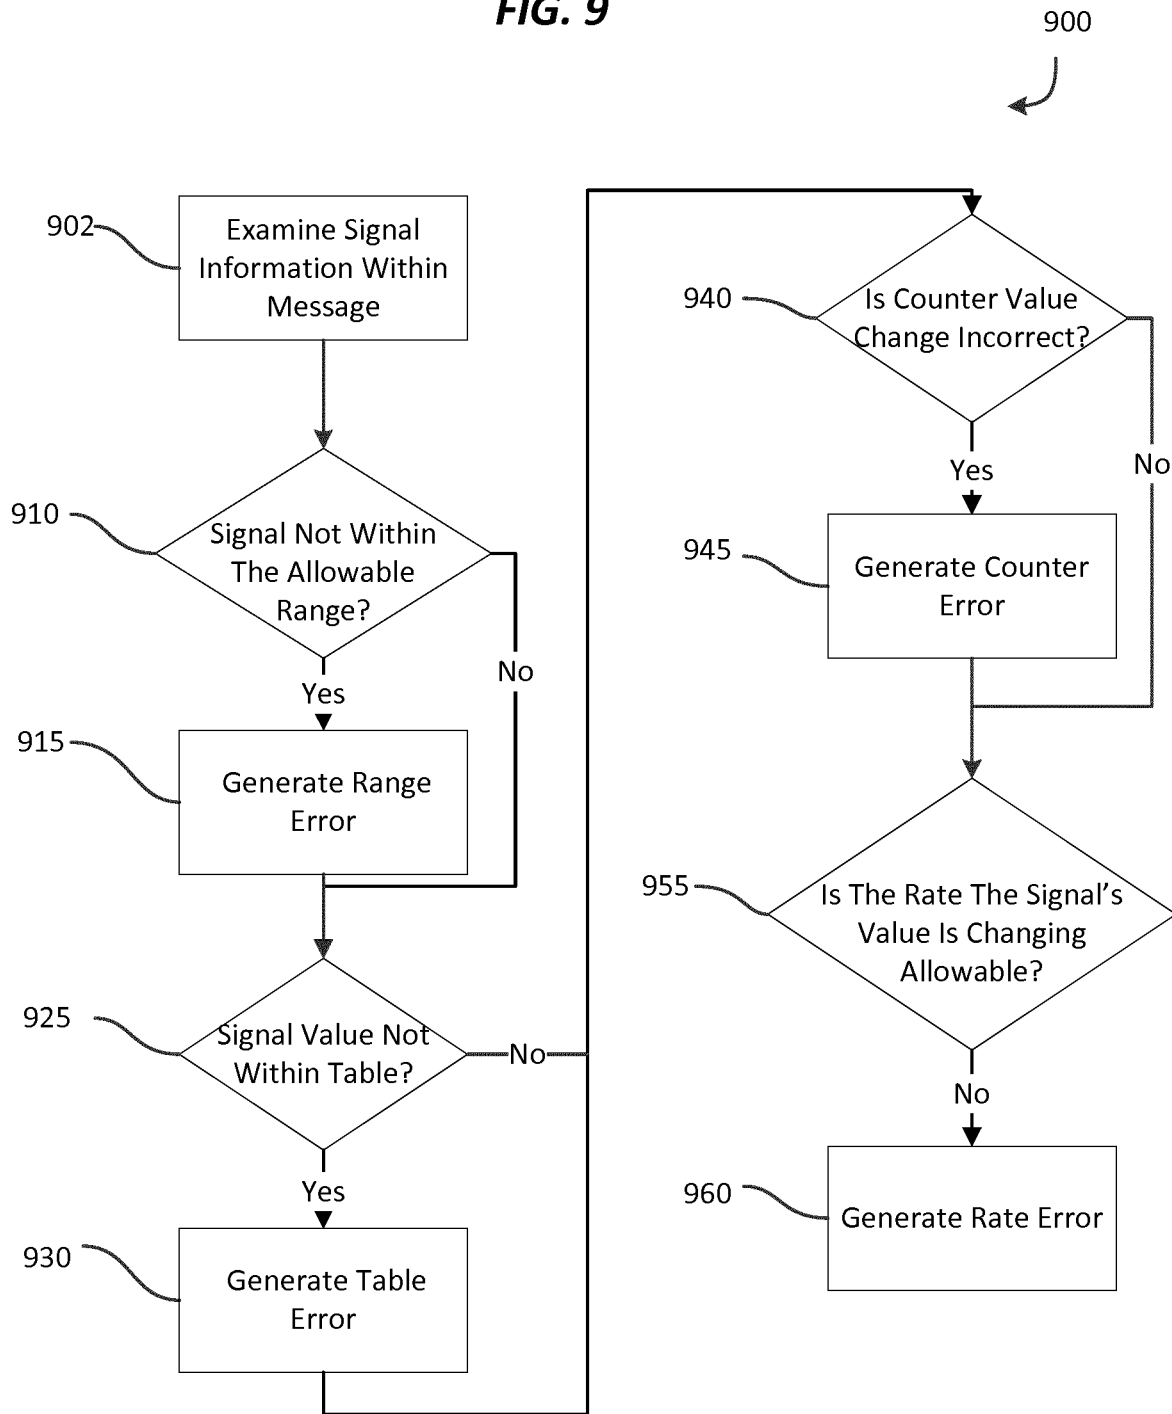 FIG. 9
900
902
Examine Signal
Information Within
Message
910
Signal Not Within
The Allowable
Range?
No
Yes
915
Generate Range
Error
925
Signal Value Not
Within Table?
No
Yes
930
Generate Table
Error
940
Is Counter Value
Change Incorrect?
No
Yes
945
Generate Counter
Error
955
Is The Rate The Signal's
Value Is Changing
Allowable?
No
960
Generate Rate Error